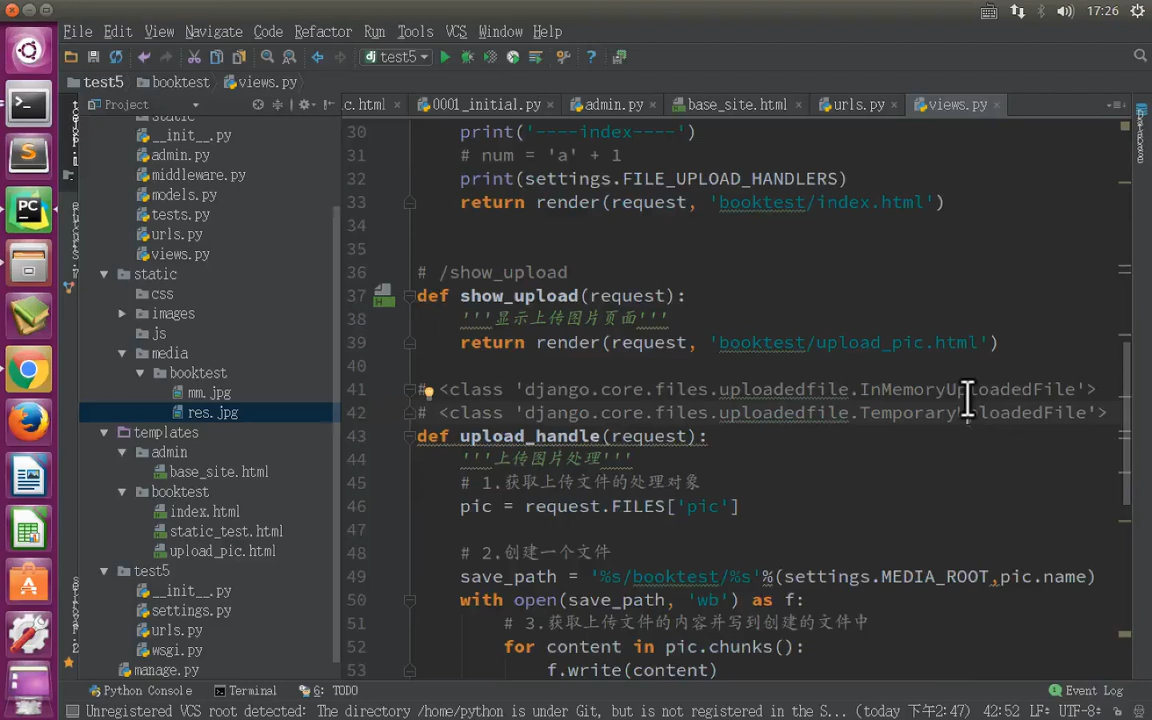 17:26
File Edit View Navigate Code Refactor Run Tools VCS Window Help
dj test5
test5 booktest views.py
Project
c.html 0001_initial.py admin.py base_site.html urls.py views.py
static
__init__.py
admin.py
middleware.py
models.py
tests.py
urls.py
views.py
static
css
images
js
media
booktest
mm.jpg
res.jpg
templates
admin
base_site.html
booktest
index.html
static_test.html
upload_pic.html
test5
__init__.py
settings.py
urls.py
wsgi.py
manage.py
30 print('----index----')
31 # num = 'a' + 1
32 print(settings.FILE_UPLOAD_HANDLERS)
33 return render(request, 'booktest/index.html')
34
35
36 # /show_upload
37 def show_upload(request):
38 '''显示上传图片页面'''
39 return render(request, 'booktest/upload_pic.html')
40
41 # <class 'django.core.files.uploadedfile.InMemoryUploadedFile'>
42 # <class 'django.core.files.uploadedfile.TemporaryUploadedFile'>
43 def upload_handle(request):
44 '''上传图片处理'''
45 # 1.获取上传文件的处理对象
46 pic = request.FILES['pic']
47
48 # 2.创建一个文件
49 save_path = '%s/booktest/%s'%(settings.MEDIA_ROOT,pic.name)
50 with open(save_path, 'wb') as f:
51 # 3.获取上传文件的内容并写到创建的文件中
52 for content in pic.chunks():
53 f.write(content)
Python Console Terminal 6: TODO Event Log
Unregistered VCS root detected: The directory /home/python is under Git, but is not registered in the S... (today 下午2:47) 42:52 LF÷ UTF-8÷